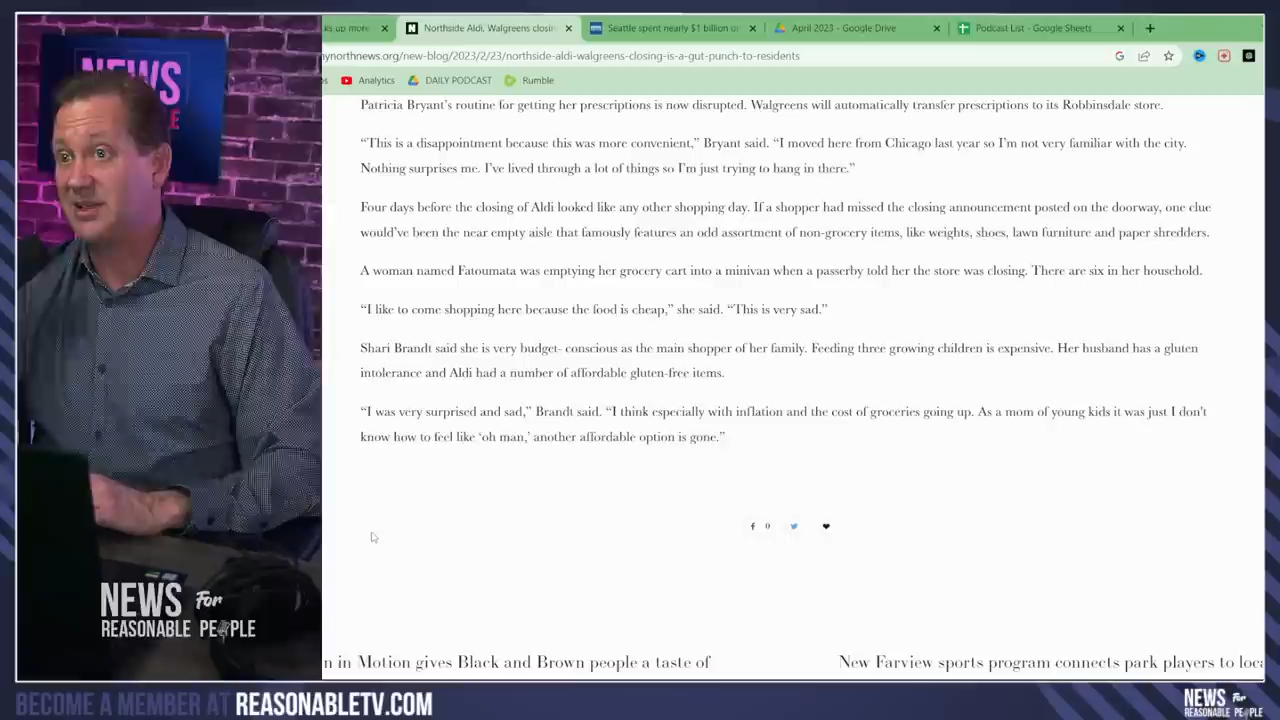 ks up more
Northside Aldi, Walgreens closin
Seattle spent nearly $1 billion o
April 2023 - Google Drive
Podcast List - Google Sheets
ynorthnews.org/new-blog/2023/2/23/northside-aldi-walgreens-closing-is-a-gut-punch-to-residents
YouTube Analytics
DAILY PODCAST
Rumble
NEWS
Patricia Bryant's routine for getting her prescriptions is now disrupted. Walgreens will automatically transfer prescriptions to its Robbinsdale store.
“This is a disappointment because this was more convenient,” Bryant said. “I moved here from Chicago last year so I'm not very familiar with the city.
Nothing surprises me. I've lived through a lot of things so I'm just trying to hang in there.”
Four days before the closing of Aldi looked like any other shopping day. If a shopper had missed the closing announcement posted on the doorway, one clue
would've been the near empty aisle that famously features an odd assortment of non-grocery items, like weights, shoes, lawn furniture and paper shredders.
A woman named Fatoumata was emptying her grocery cart into a minivan when a passerby told her the store was closing. There are six in her household.
“I like to come shopping here because the food is cheap,” she said. “This is very sad.”
Shari Brandt said she is very budget- conscious as the main shopper of her family. Feeding three growing children is expensive. Her husband has a gluten
intolerance and Aldi had a number of affordable gluten-free items.
“I was very surprised and sad,” Brandt said. “I think especially with inflation and the cost of groceries going up. As a mom of young kids it was just I don't
know how to feel like ‘oh man,’ another affordable option is gone.”
0
n in Motion gives Black and Brown people a taste of
New Farview sports program connects park players to loc
NEWS For
REASONABLE PEOPLE
BECOME A MEMBER AT REASONABLETV.COM
NEWS For
REASONABLE PEOPLE